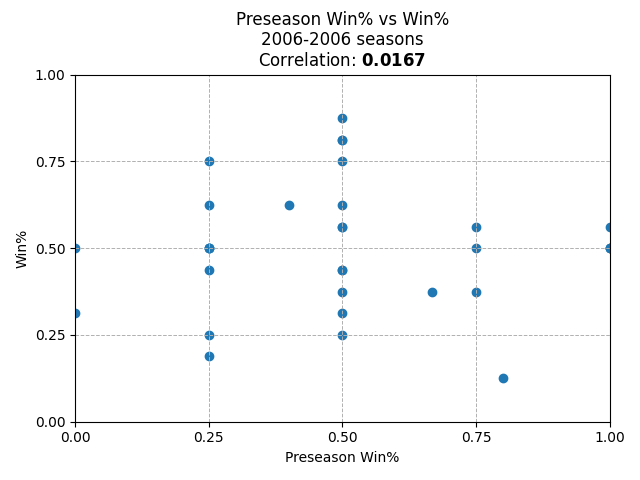 Preseason Win% vs Win%
2006-2006 seasons
Correlation: 0.0167
1.00
0.75
0.50
0.25
0.00
Win%
0.00 0.25 0.50 0.75 1.00
Preseason Win%